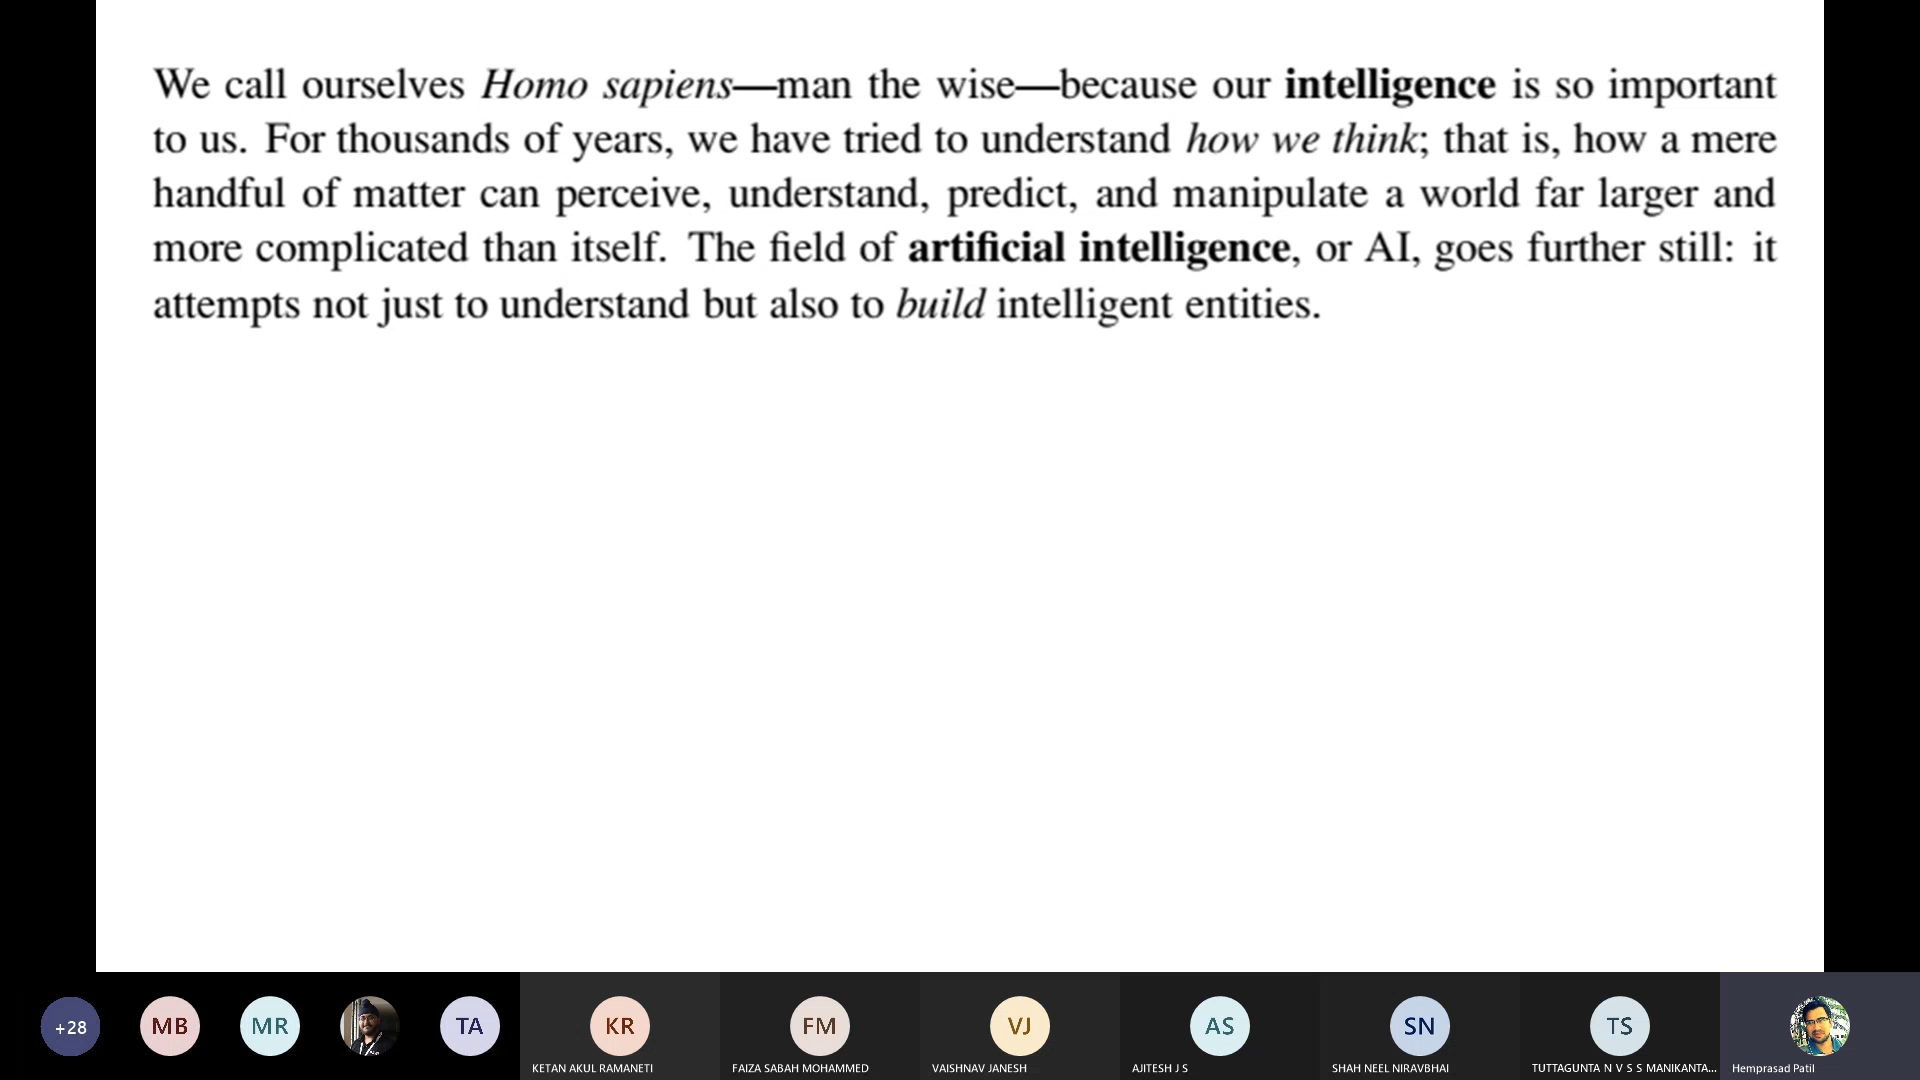 We call ourselves Homo sapiens—man the wise—because our intelligence is so important
to us. For thousands of years, we have tried to understand how we think; that is, how a mere
handful of matter can perceive, understand, predict, and manipulate a world far larger and
more complicated than itself. The field of artificial intelligence, or AI, goes further still: it
attempts not just to understand but also to build intelligent entities.
+28
MB
MR
TA
KR
FM
VJ
AS
SN
TS
KETAN AKUL RAMANETI
FAIZA SABAH MOHAMMED
VAISHNAV JANESH
AJITESH J S
SHAH NEEL NIRAVBHAI
TUTTAGUNTA N V S S MANIKANTA...
Hemprasad Patil